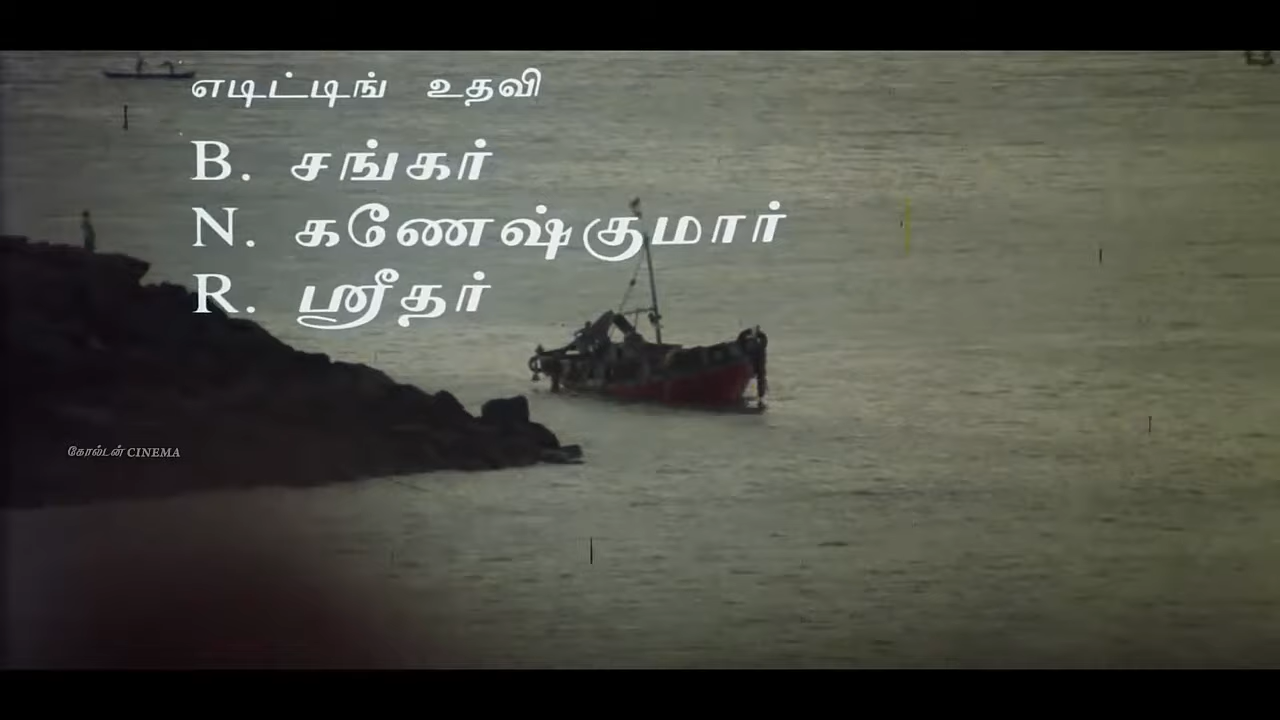 எடிட்டிங் உதவி
B. சங்கர்
N. கணேஷ்குமார்
R. ஸ்ரீதர்
கோல்டன் CINEMA